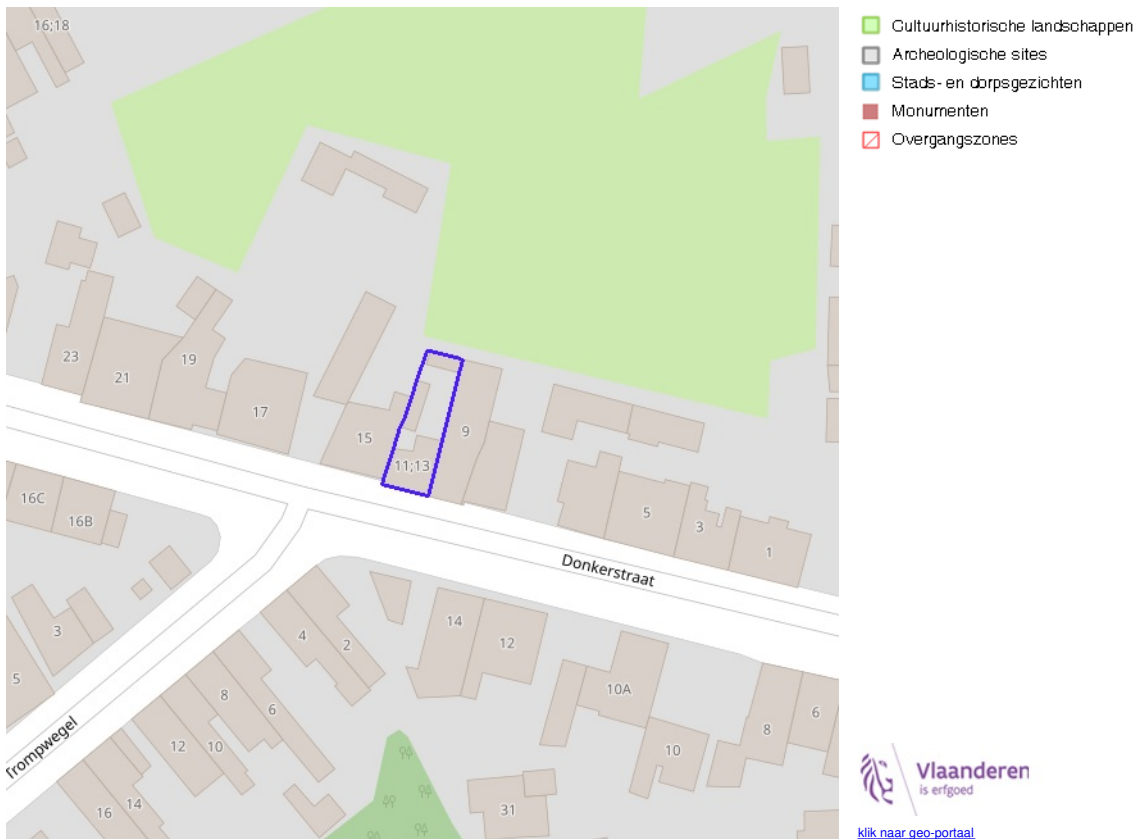 16;18
23
21
19
17
15
11;13
9
5
3
1
16C
16B
Donkerstraat
3
5
4
2
14
12
10A
8
6
8
6
12
10
10
Trompwegel
16
14
31
Cultuurhistorische landschappen
Archeologische sites
Stads- en dorpsgezichten
Monumenten
Overgangszones
Vlaanderen
is erfgoed
klik naar geo-portaal